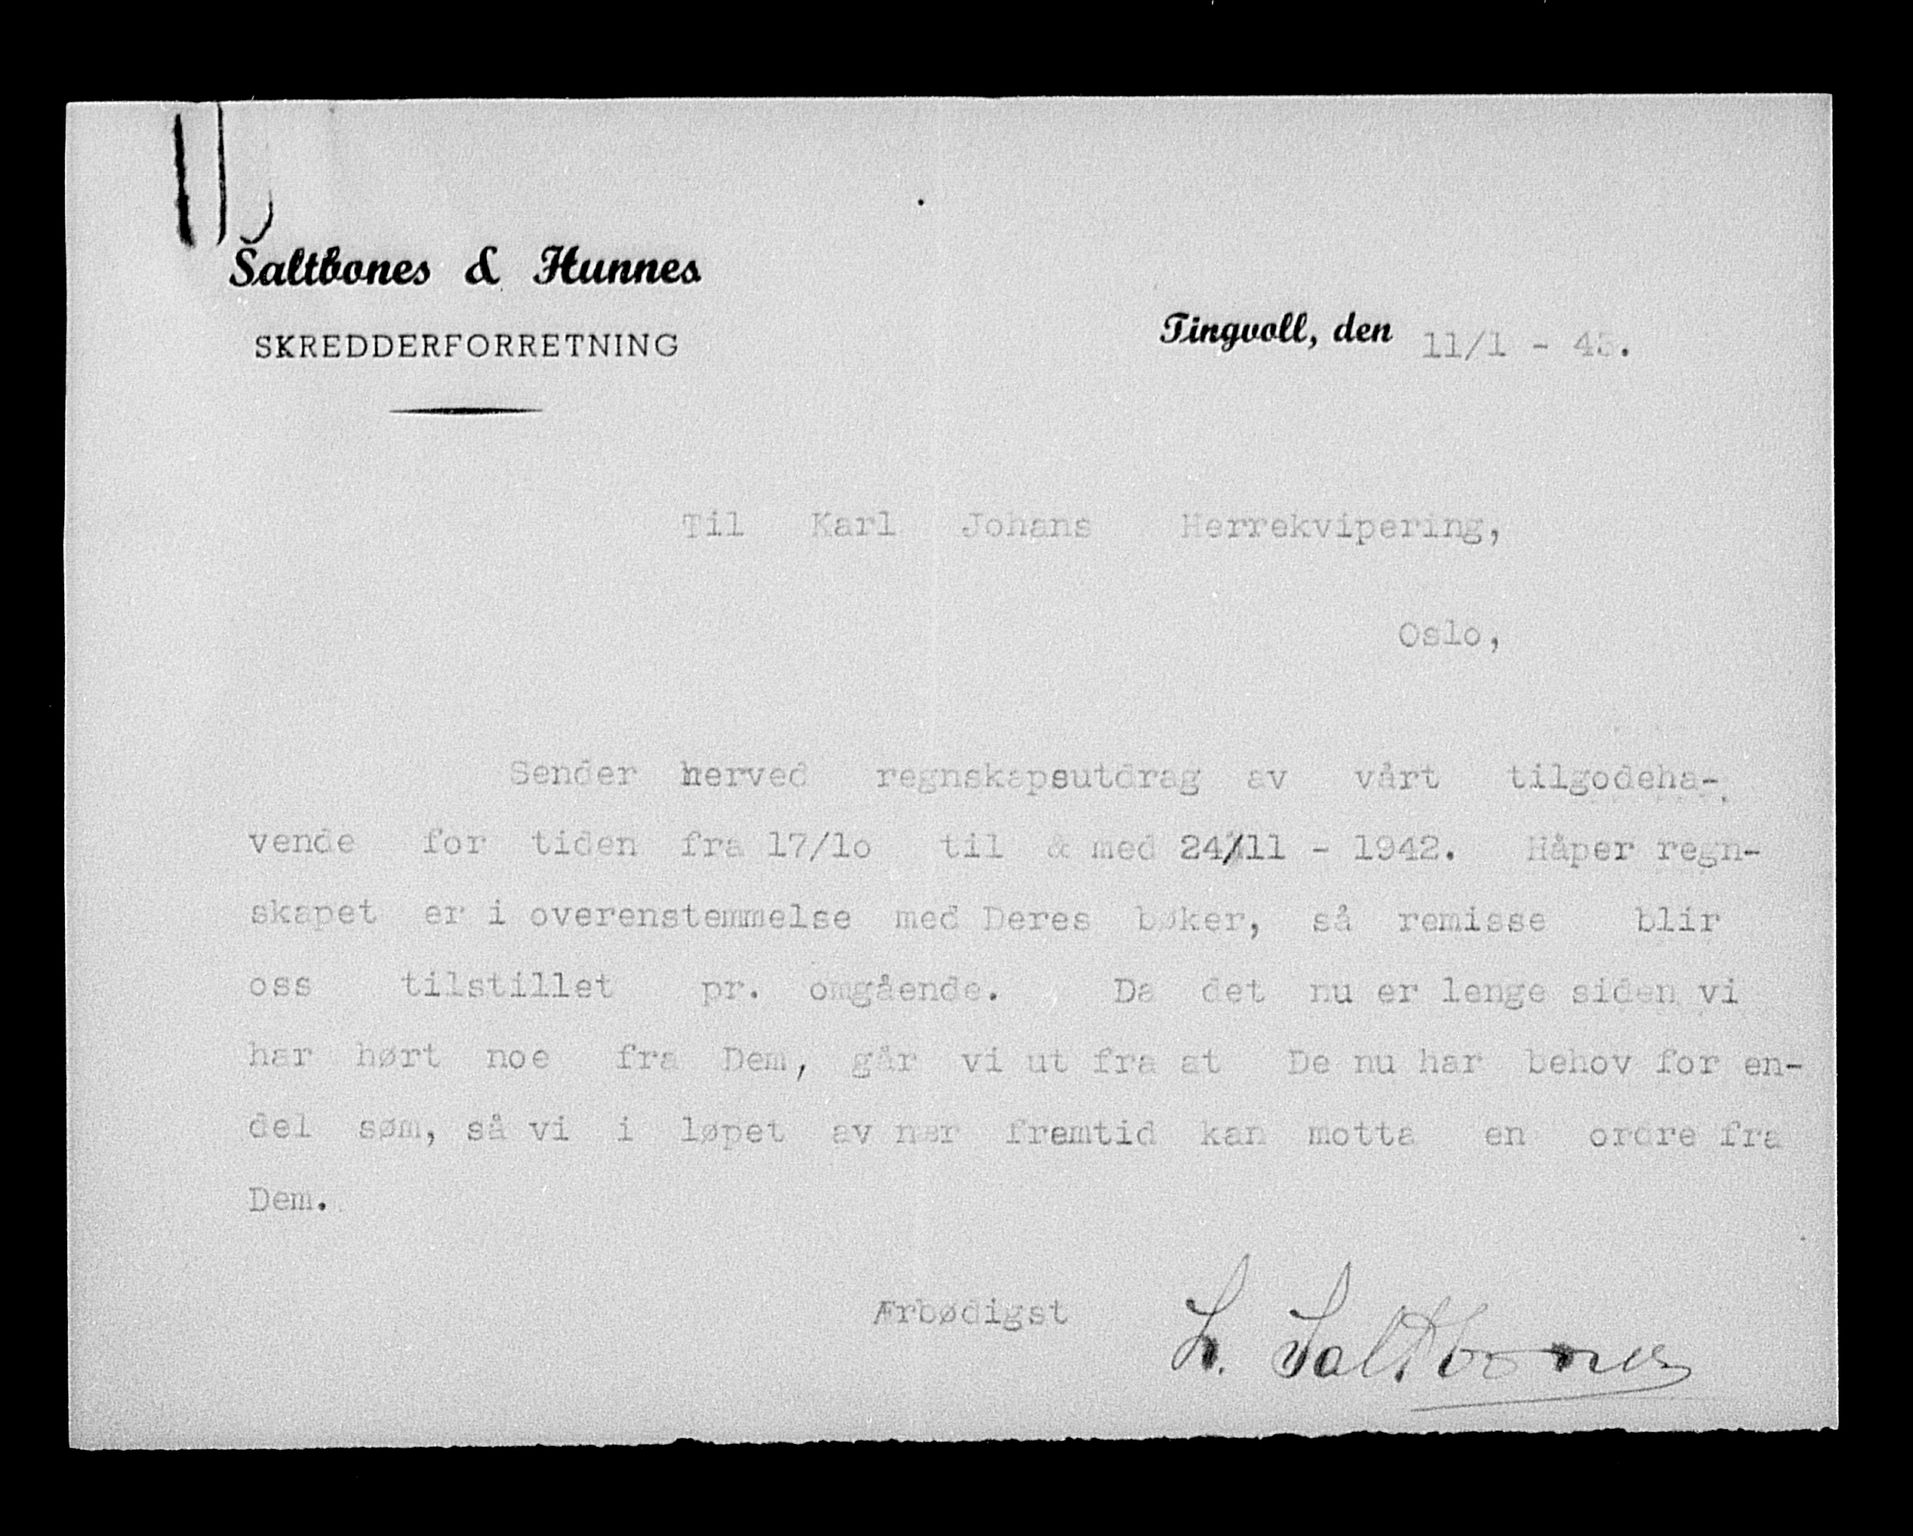 Saltbones & Hunnes
SKREDDERFORRETNING
Tingvoll, den 11/1 - 43.
Til Karl Johans Herrekvipering,
Oslo,
Sender herved regnskapsutdrag av vårt tilgodeha-
vende for tiden fra 17/1o til & med 24/11 - 1942. Håper regn-
skapet er i overenstemmelse med Deres bøker, så remisse blir
oss tilstillet pr. omgående. Da det nu er lenge siden vi
har hørt noe fra Dem, går vi ut fra at De nu har behov for en-
del søm, så vi i løpet av nær fremtid kan motta en ordre fra
Dem.
Ærbødigst
Saltbones